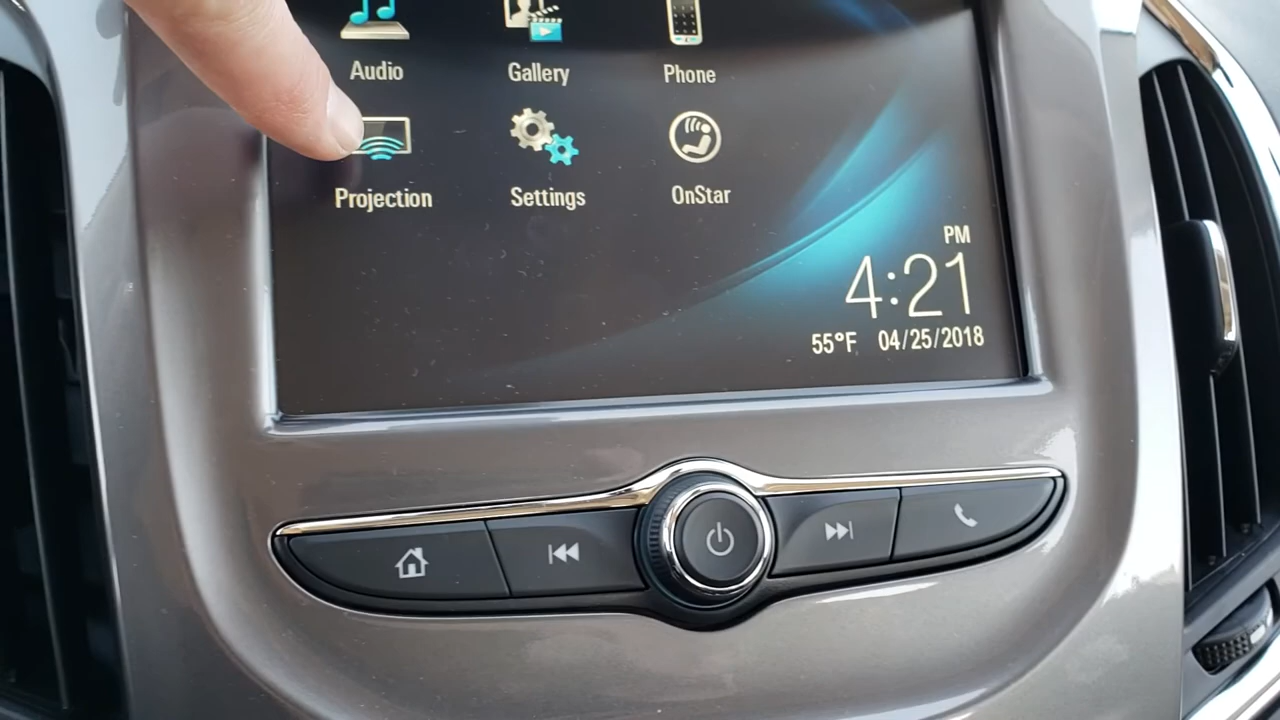 Audio Gallery Phone
Projection Settings OnStar
PM
4:21
55°F 04/25/2018